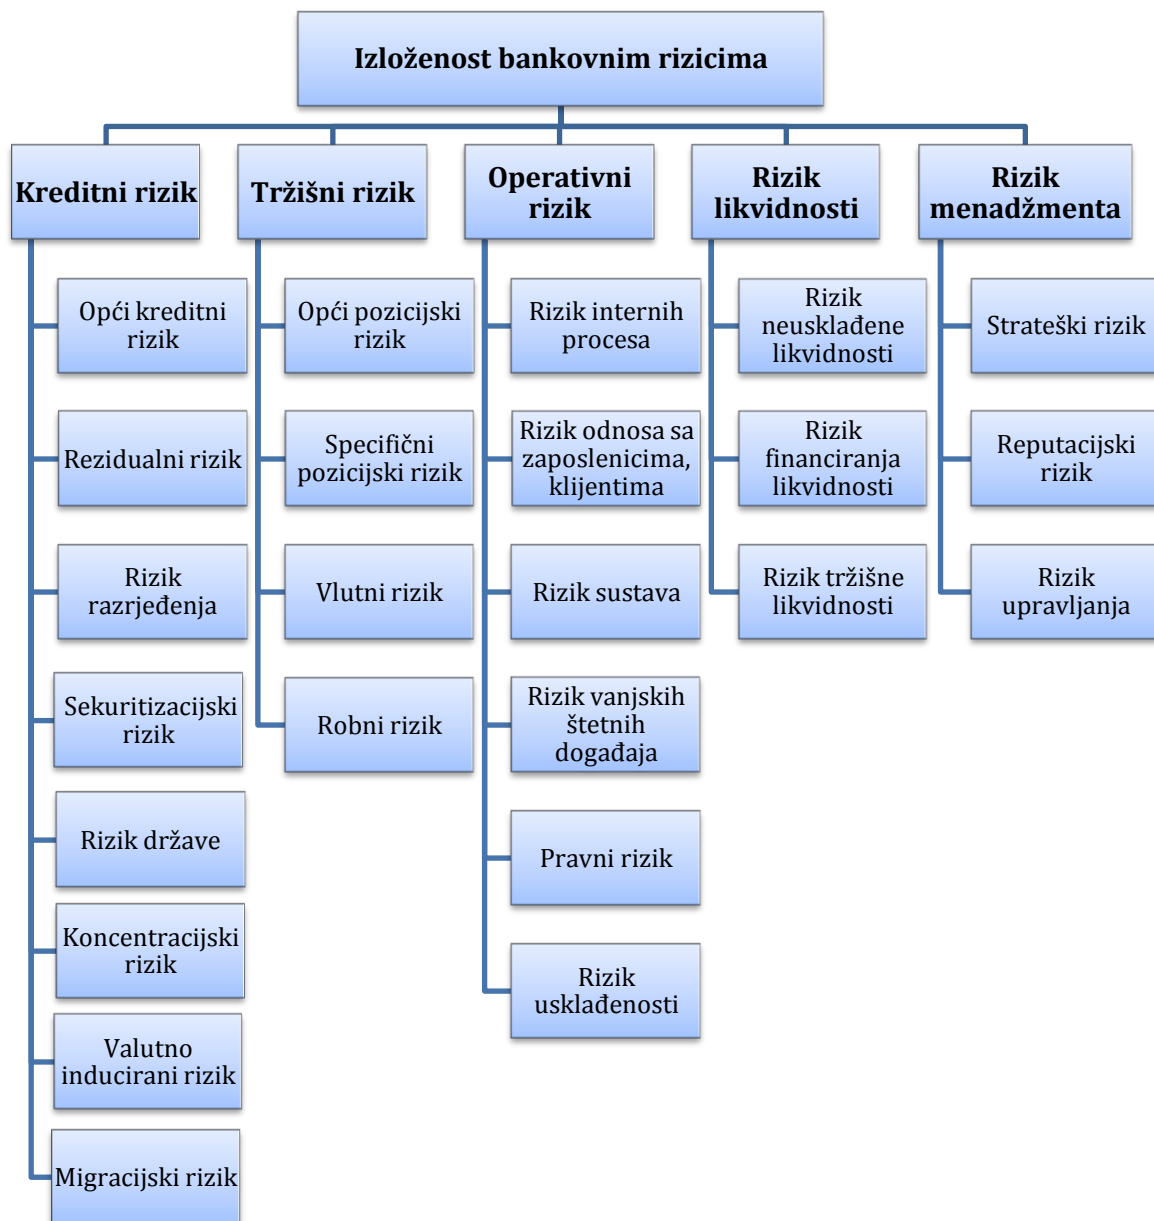 Izloženost bankovnim rizicima
Kreditni rizik
Opći kreditni
rizik
Rezidualni rizik
Rizik
razrjeđenja
Sekuritizacijski
rizik
Rizik države
Koncentracijski
rizik
Valutno
inducirani rizik
Migracijski rizik
Tržišni rizik
Opći pozicijski
rizik
Specifični
pozicijski rizik
Vlutni rizik
Robni rizik
Operativni
rizik
Rizik internih
procesa
Rizik odnosa sa
zaposlenicima,
klijentima
Rizik sustava
Rizik vanjskih
štetnih
događaja
Pravni rizik
Rizik
usklađenosti
Rizik
likvidnosti
Rizik
neusklađene
likvidnosti
Rizik
financiranja
likvidnosti
Rizik tržišne
likvidnosti
Rizik
menadžmenta
Strateški rizik
Reputacijski
rizik
Rizik
upravljanja